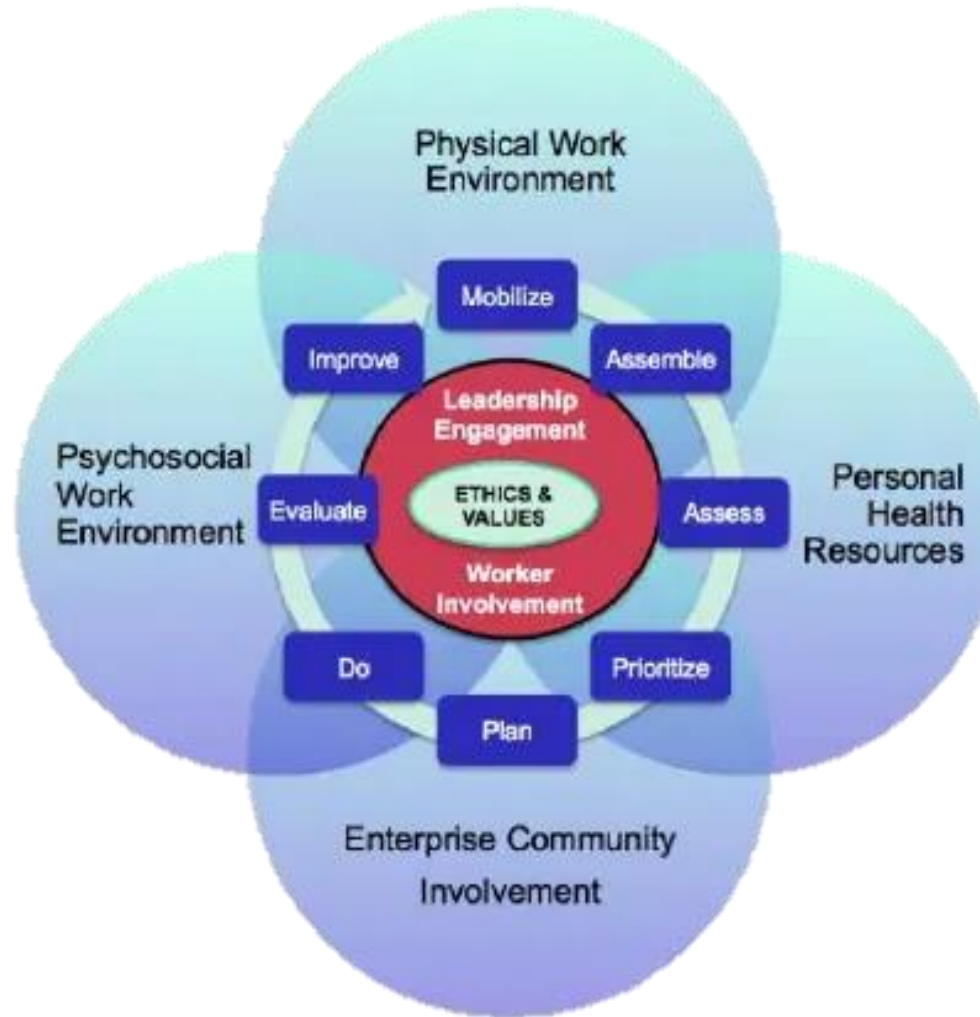 Physical Work
Environment
Mobilize
Improve
Assemble
Leadership
Engagement
Psychosocial
Work
Environment
Evaluate
ETHICS &
VALUES
Assess
Personal
Health
Resources
Worker
Involvement
Do
Prioritize
Plan
Enterprise Community
Involvement